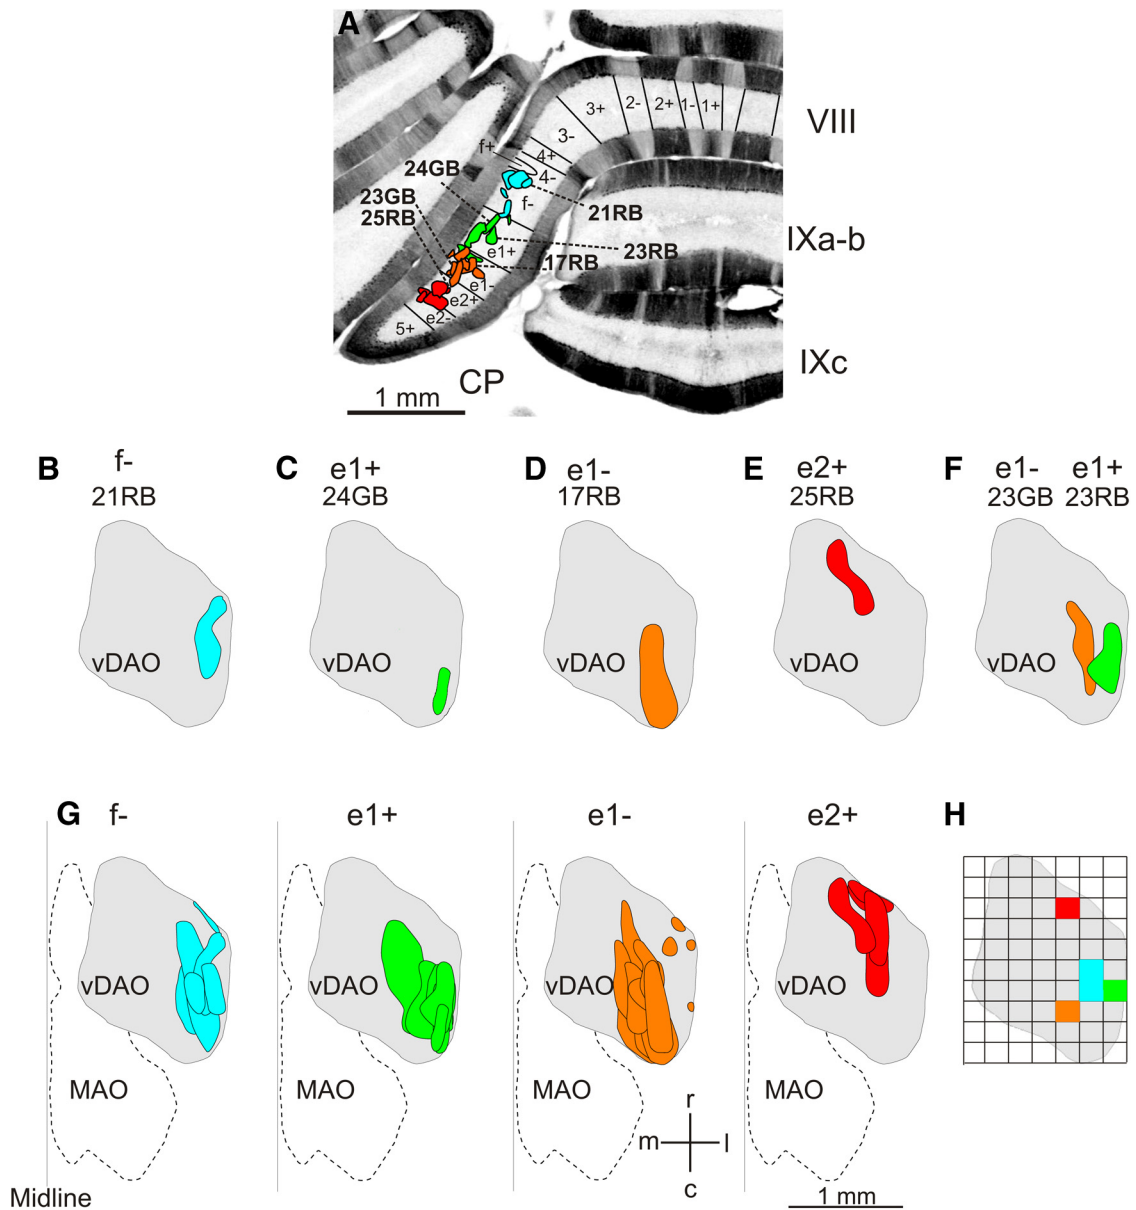 A
3+
2-
2+
1-
1+
VIII
3-
f+
4+
4-
24GB
23GB
25RB
f-
21RB
IXa-b
e1+
23RB
17RB
e1-
e2+
e2-
5+
IXc
CP
1 mm
B
f-
21RB
vDAO
C
e1+
24GB
vDAO
D
e1-
17RB
vDAO
E
e2+
25RB
vDAO
F
e1-
e1+
23GB
23RB
vDAO
G
f-
e1+
e1-
e2+
H
vDAO
vDAO
vDAO
vDAO
MAO
MAO
MAO
MAO
r
m
l
c
Midline
1 mm